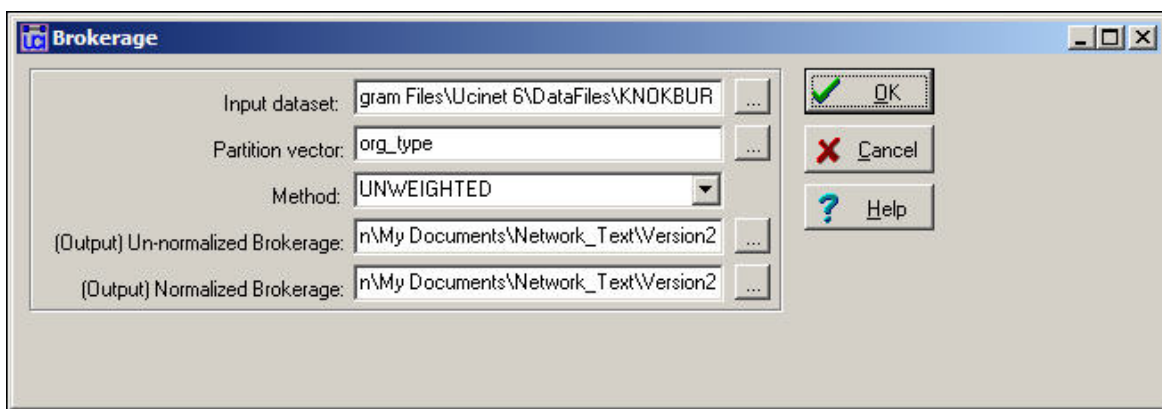 Uci Brokerage
Input dataset: gram Files\Ucinet 6\DataFiles\KNOKBUR ... OK
Partition vector: org_type ... Cancel
Method: UNWEIGHTED Help
(Output) Un-normalized Brokerage: n\My Documents\Network_Text\Version2 ...
(Output) Normalized Brokerage: n\My Documents\Network_Text\Version2 ...